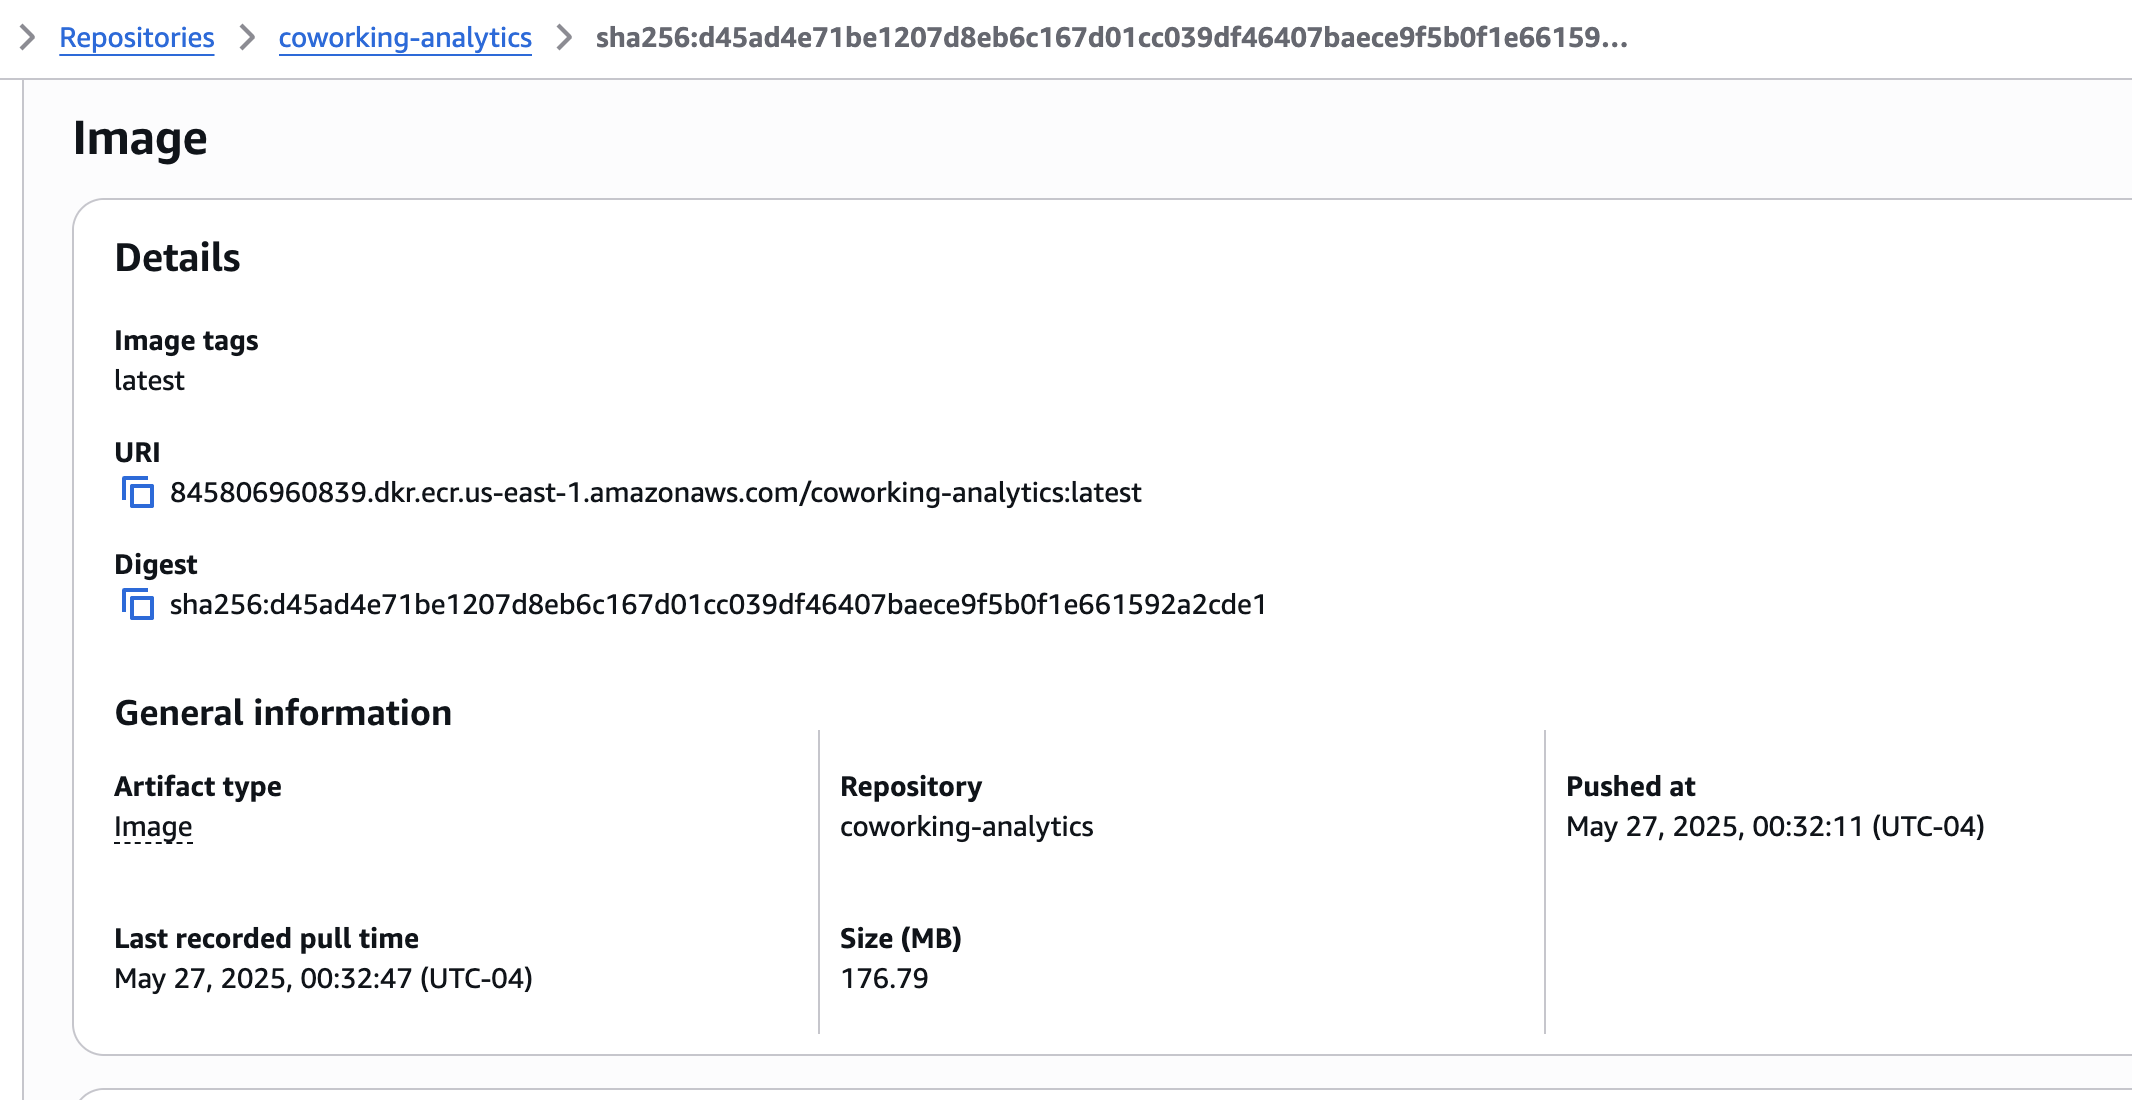 Repositories
coworking-analytics
sha256:d45ad4e71be1207d8eb6c167d01cc039df46407baece9f5b0f1e66159...
Image
Details
Image tags
latest
URI
845806960839.dkr.ecr.us-east-1.amazonaws.com/coworking-analytics:latest
Digest
sha256:d45ad4e71be1207d8eb6c167d01cc039df46407baece9f5b0f1e661592a2cde1
General information
Artifact type
Image
Repository
coworking-analytics
Pushed at
May 27, 2025, 00:32:11 (UTC-04)
Last recorded pull time
May 27, 2025, 00:32:47 (UTC-04)
Size (MB)
176.79